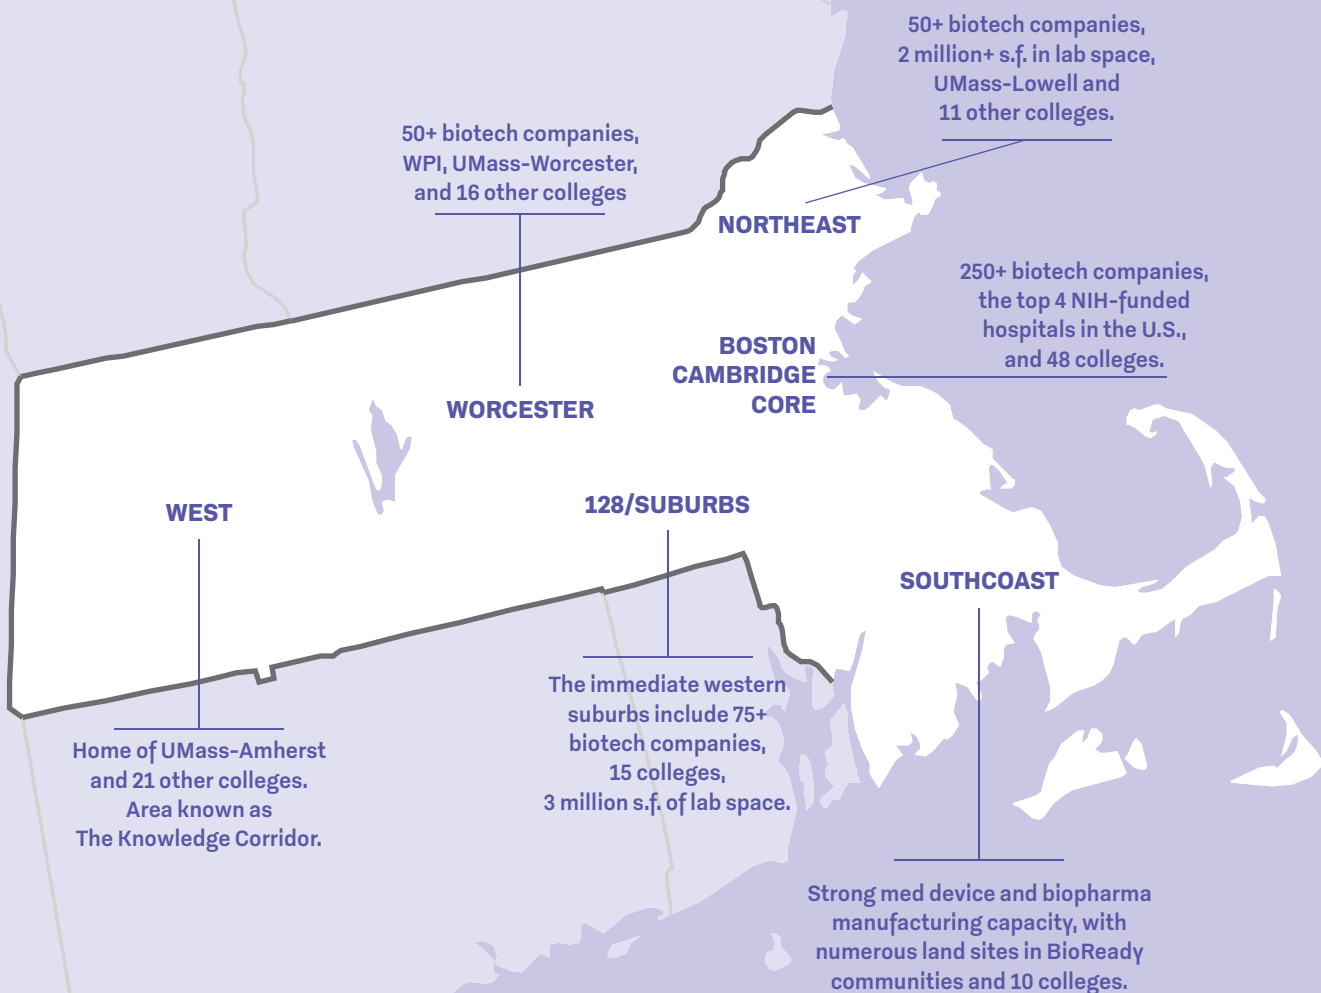 50+ biotech companies,
2 million+ s.f. in lab space,
UMass-Lowell and
11 other colleges.
50+ biotech companies,
WPI, UMass-Worcester,
and 16 other colleges
NORTHEAST
250+ biotech companies,
the top 4 NIH-funded
hospitals in the U.S.,
and 48 colleges.
BOSTON
CAMBRIDGE
CORE
WORCESTER
WEST
128/SUBURBS
SOUTHCOAST
The immediate western
suburbs include 75+
biotech companies,
15 colleges,
3 million s.f. of lab space.
Home of UMass-Amherst
and 21 other colleges.
Area known as
The Knowledge Corridor.
Strong med device and biopharma
manufacturing capacity, with
numerous land sites in BioReady
communities and 10 colleges.